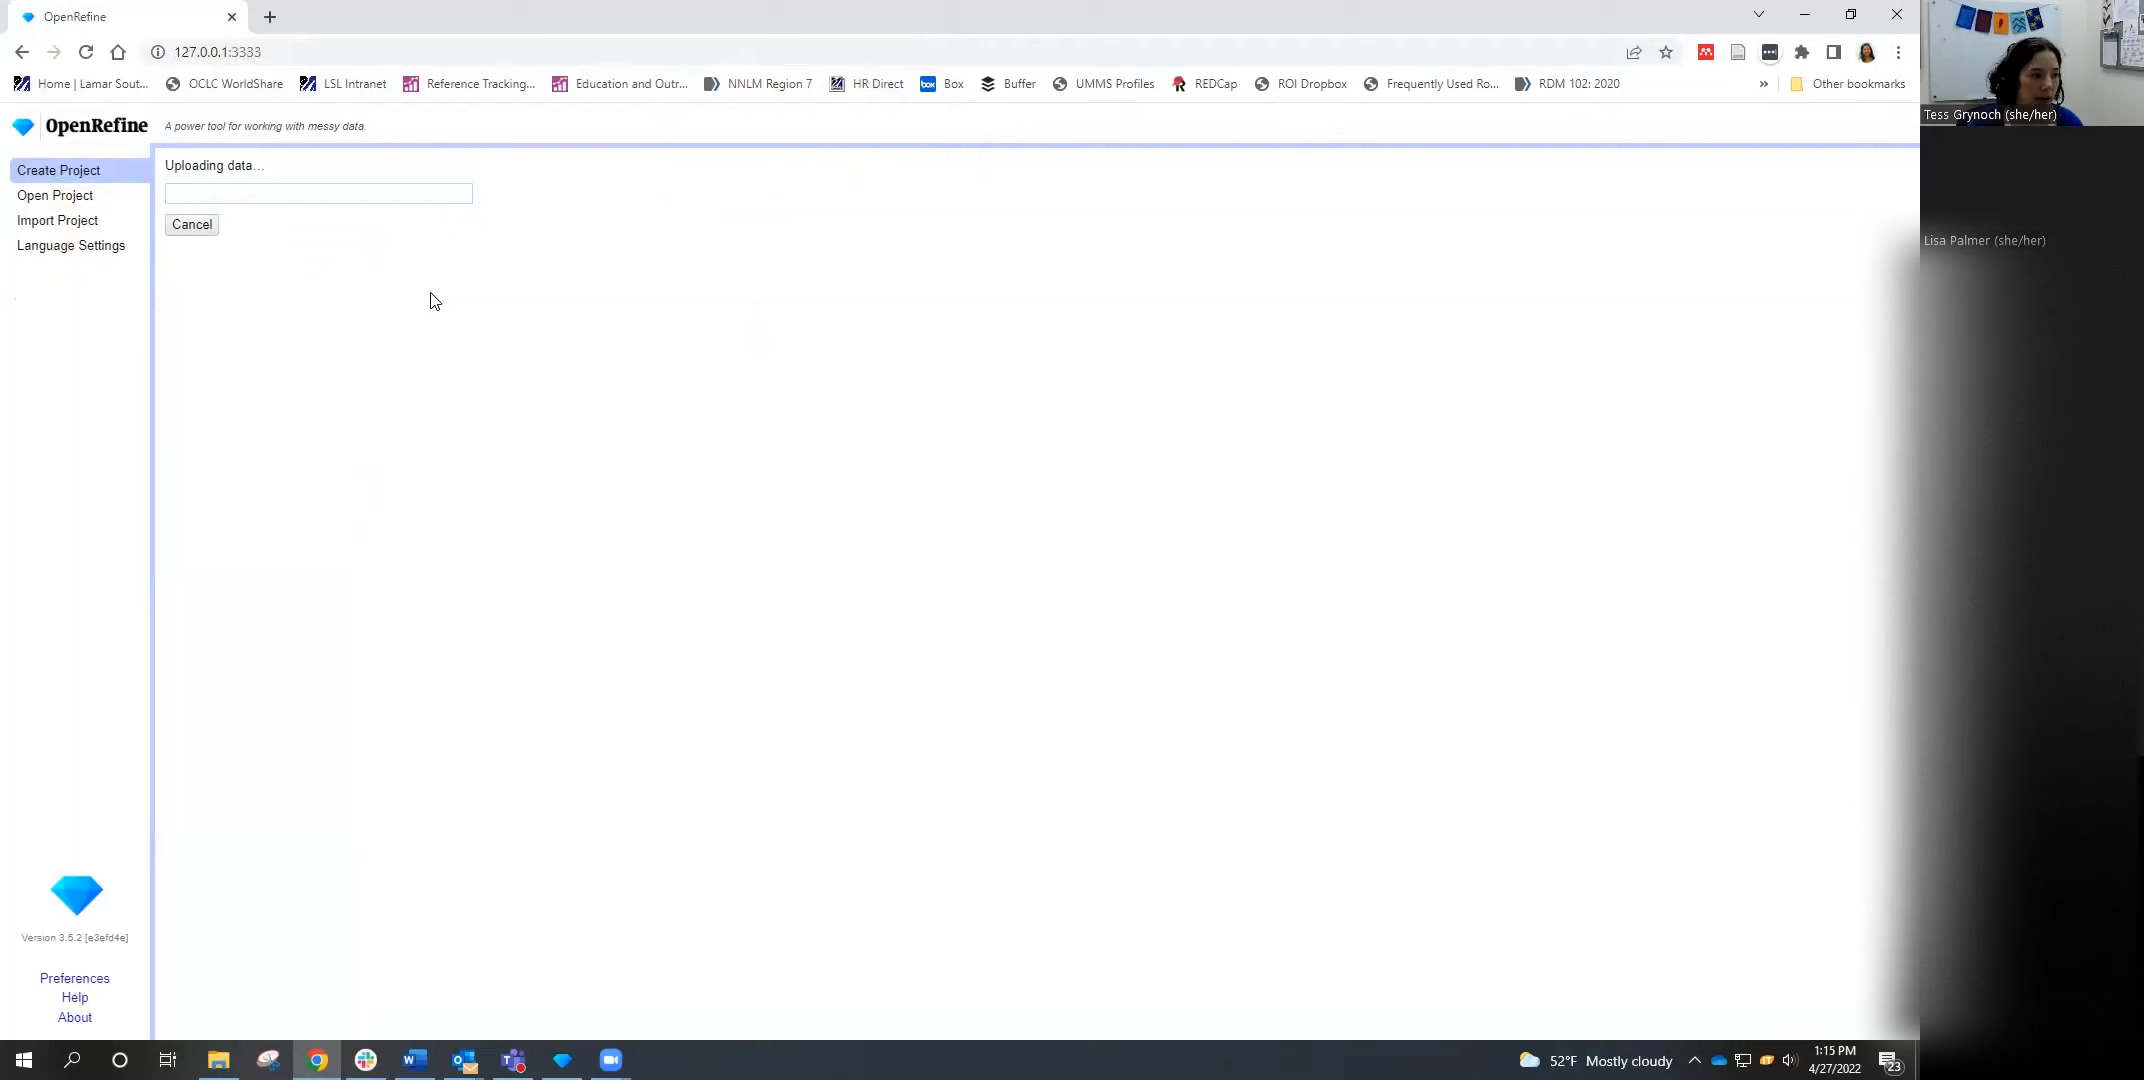 OpenRefine
127.0.0.1:3333
Home | Lamar Sout...
OCLC WorldShare
LSL Intranet
Reference Tracking...
Education and Outr...
NNLM Region 7
HR Direct
box
Box
Buffer
UMMS Profiles
REDCap
ROI Dropbox
Frequently Used Ro...
RDM 102: 2020
»
Other bookmarks
OpenRefine
A power tool for working with messy data.
Create Project
Open Project
Import Project
Language Settings
Uploading data...
Cancel
Version 3.5.2 [e3efd4e]
Preferences
Help
About
Tess Grynoch (she/her)
Lisa Palmer (she/her)
52°F Mostly cloudy
1:15 PM
4/27/2022
23